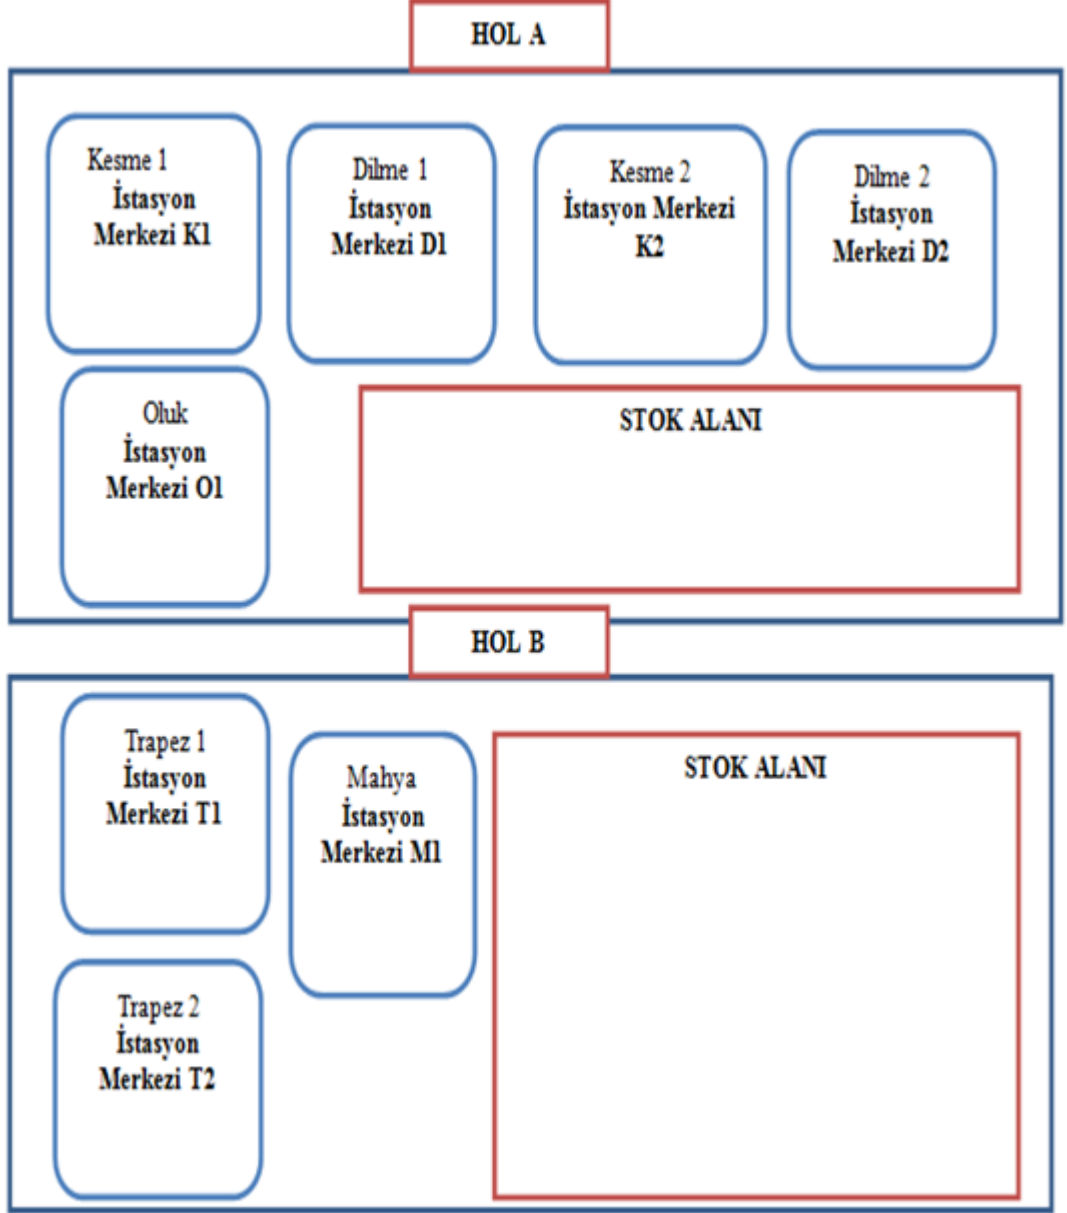 HOL A
Kesme 1
İstasyon
Merkezi K1
Dilme 1
İstasyon
Merkezi D1
Kesme 2
İstasyon Merkezi
K2
Dilme 2
İstasyon
Merkezi D2
Oluk
İstasyon
Merkezi O1
STOK ALANI
HOL B
Trapez 1
İstasyon
Merkezi T1
Mahya
İstasyon
Merkezi M1
STOK ALANI
Trapez 2
İstasyon
Merkezi T2